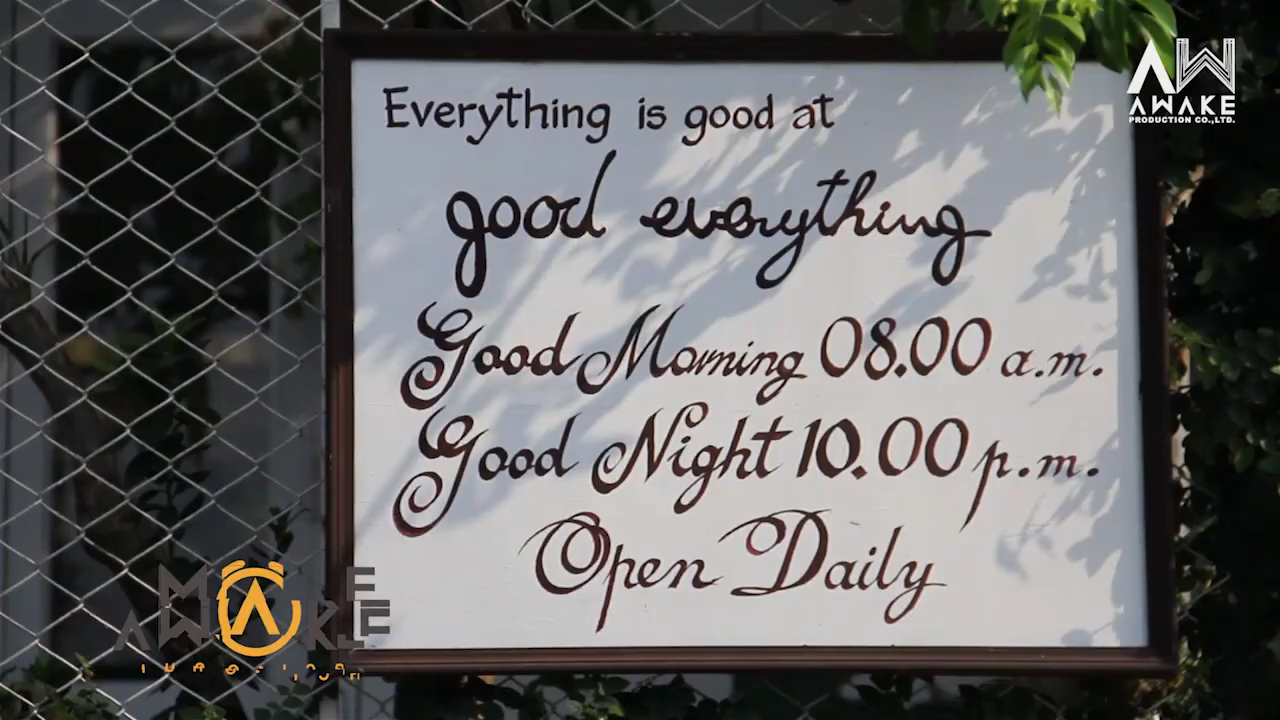 Everything is good at
good everything
Good Morning 08.00 a.m.
Good Night 10.00 p.m.
Open Daily
AW
AWAKE
PRODUCTION CO.,LTD.